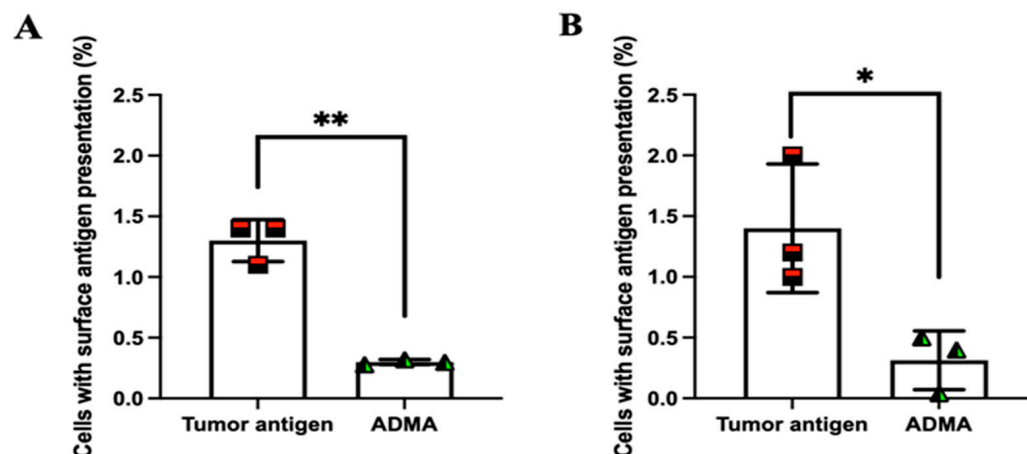 A
Cells with surface antigen presentation (%)
2.5
2.0
1.5
1.0
0.5
0.0
**
Tumor antigen
ADMA
B
Cells with surface antigen presentation (%)
2.5
2.0
1.5
1.0
0.5
0.0
*
Tumor antigen
ADMA